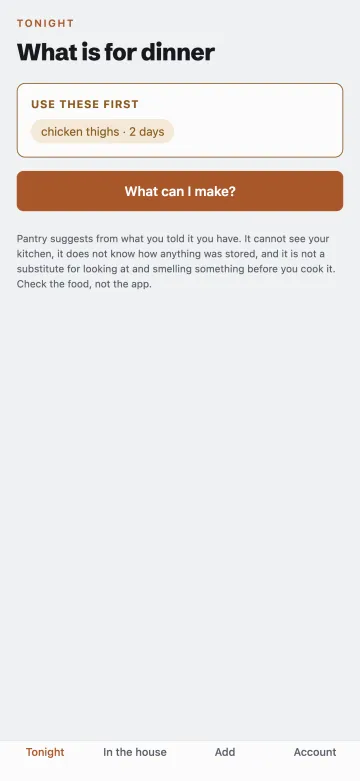 TONIGHT
What is for dinner
USE THESE FIRST
chicken thighs · 2 days
What can I make?
Pantry suggests from what you told it you have. It cannot see your
kitchen, it does not know how anything was stored, and it is not a
substitute for looking at and smelling something before you cook it.
Check the food, not the app.
Tonight
In the house
Add
Account